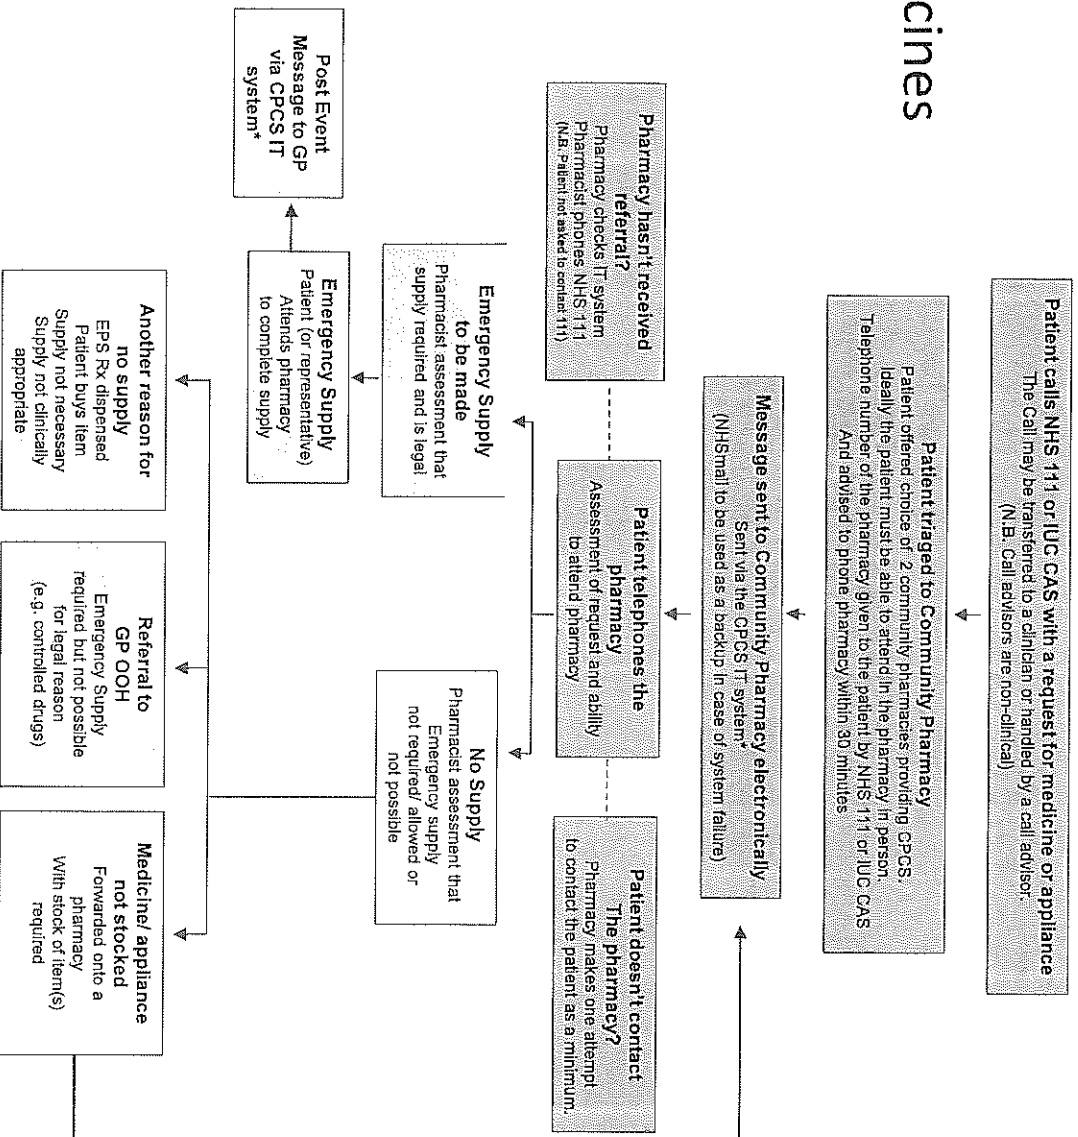 cines
Patient calls NHS 111 or IUC CAS with a request for medicine or appliance
The Call may be transferred to a clinician or handled by a call advisor.
(N.B. Call advisors are non-clinical)
Patient triaged to Community Pharmacy
Patient offered choice of 2 community pharmacies providing CPCS.
Ideally the patient must be able to attend in the pharmacy in person.
Telephone number of the pharmacy given to the patient by NHS 111 or IUC CAS
And advised to phone pharmacy within 30 minutes
Message sent to Community Pharmacy electronically
Sent via the CPCS IT system*
(NHSmail to be used as a backup in case of system failure)
Pharmacy hasn't received
referral?
Pharmacy checks IT system
Pharmacist phones NHS 111
(N.B. Patient not asked to contact 111)
Patient telephones the
pharmacy
Assessment of request and ability
to attend pharmacy
Patient doesn't contact
The pharmacy?
Pharmacy makes one attempt
to contact the patient as a minimum.
Emergency Supply
to be made
Pharmacist assessment that
supply required and is legal
No Supply
Pharmacist assessment that
Emergency supply
not required/ allowed or
not possible
Emergency Supply
Patient (or representative)
Attends pharmacy
to complete supply
Post Event
Message to GP
via CPCS IT
system*
Another reason for
no supply
EPS Rx dispensed
Patient buys item
Supply not necessary
Supply not clinically
appropriate
Referral to
GP OOH
Emergency Supply
required but not possible
for legal reason
(e.g. controlled drugs)
Medicine/ appliance
not stocked
Forwarded onto a
pharmacy
With stock of item(s)
required